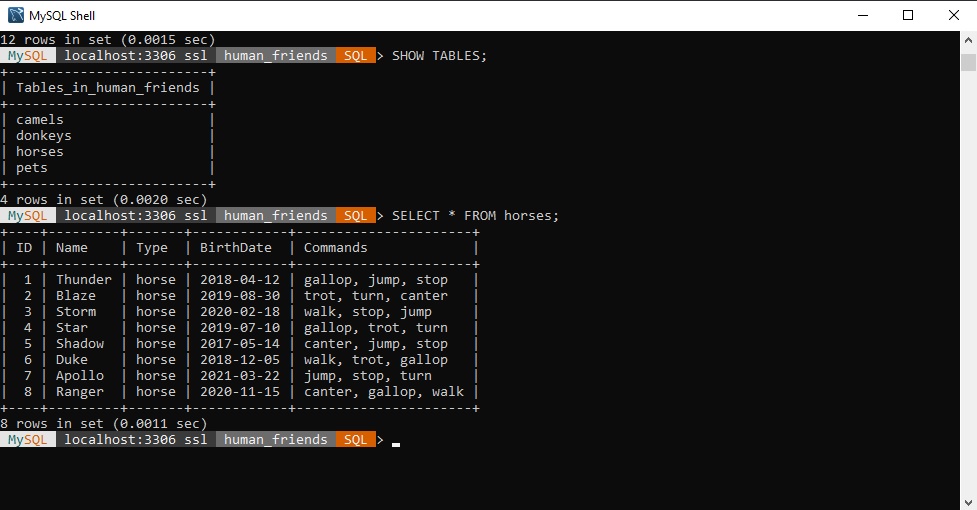 MySQL Shell
12 rows in set (0.0015 sec)
MySQL localhost:3306 ssl human_friends SQL > SHOW TABLES;
+-------------------------+
| Tables_in_human_friends |
+-------------------------+
| camels                  |
| donkeys                 |
| horses                  |
| pets                    |
+-------------------------+
4 rows in set (0.0020 sec)
MySQL localhost:3306 ssl human_friends SQL > SELECT * FROM horses;
+----+---------+-------+------------+----------------------+
| ID | Name    | Type  | BirthDate  | Commands             |
+----+---------+-------+------------+----------------------+
|  1 | Thunder | horse | 2018-04-12 | gallop, jump, stop   |
|  2 | Blaze   | horse | 2019-08-30 | trot, turn, canter   |
|  3 | Storm   | horse | 2020-02-18 | walk, stop, jump     |
|  4 | Star    | horse | 2019-07-10 | gallop, trot, turn   |
|  5 | Shadow  | horse | 2017-05-14 | canter, jump, stop   |
|  6 | Duke    | horse | 2018-12-05 | walk, trot, gallop   |
|  7 | Apollo  | horse | 2021-03-22 | jump, stop, turn     |
|  8 | Ranger  | horse | 2020-11-15 | canter, gallop, walk |
+----+---------+-------+------------+----------------------+
8 rows in set (0.0011 sec)
MySQL localhost:3306 ssl human_friends SQL > _